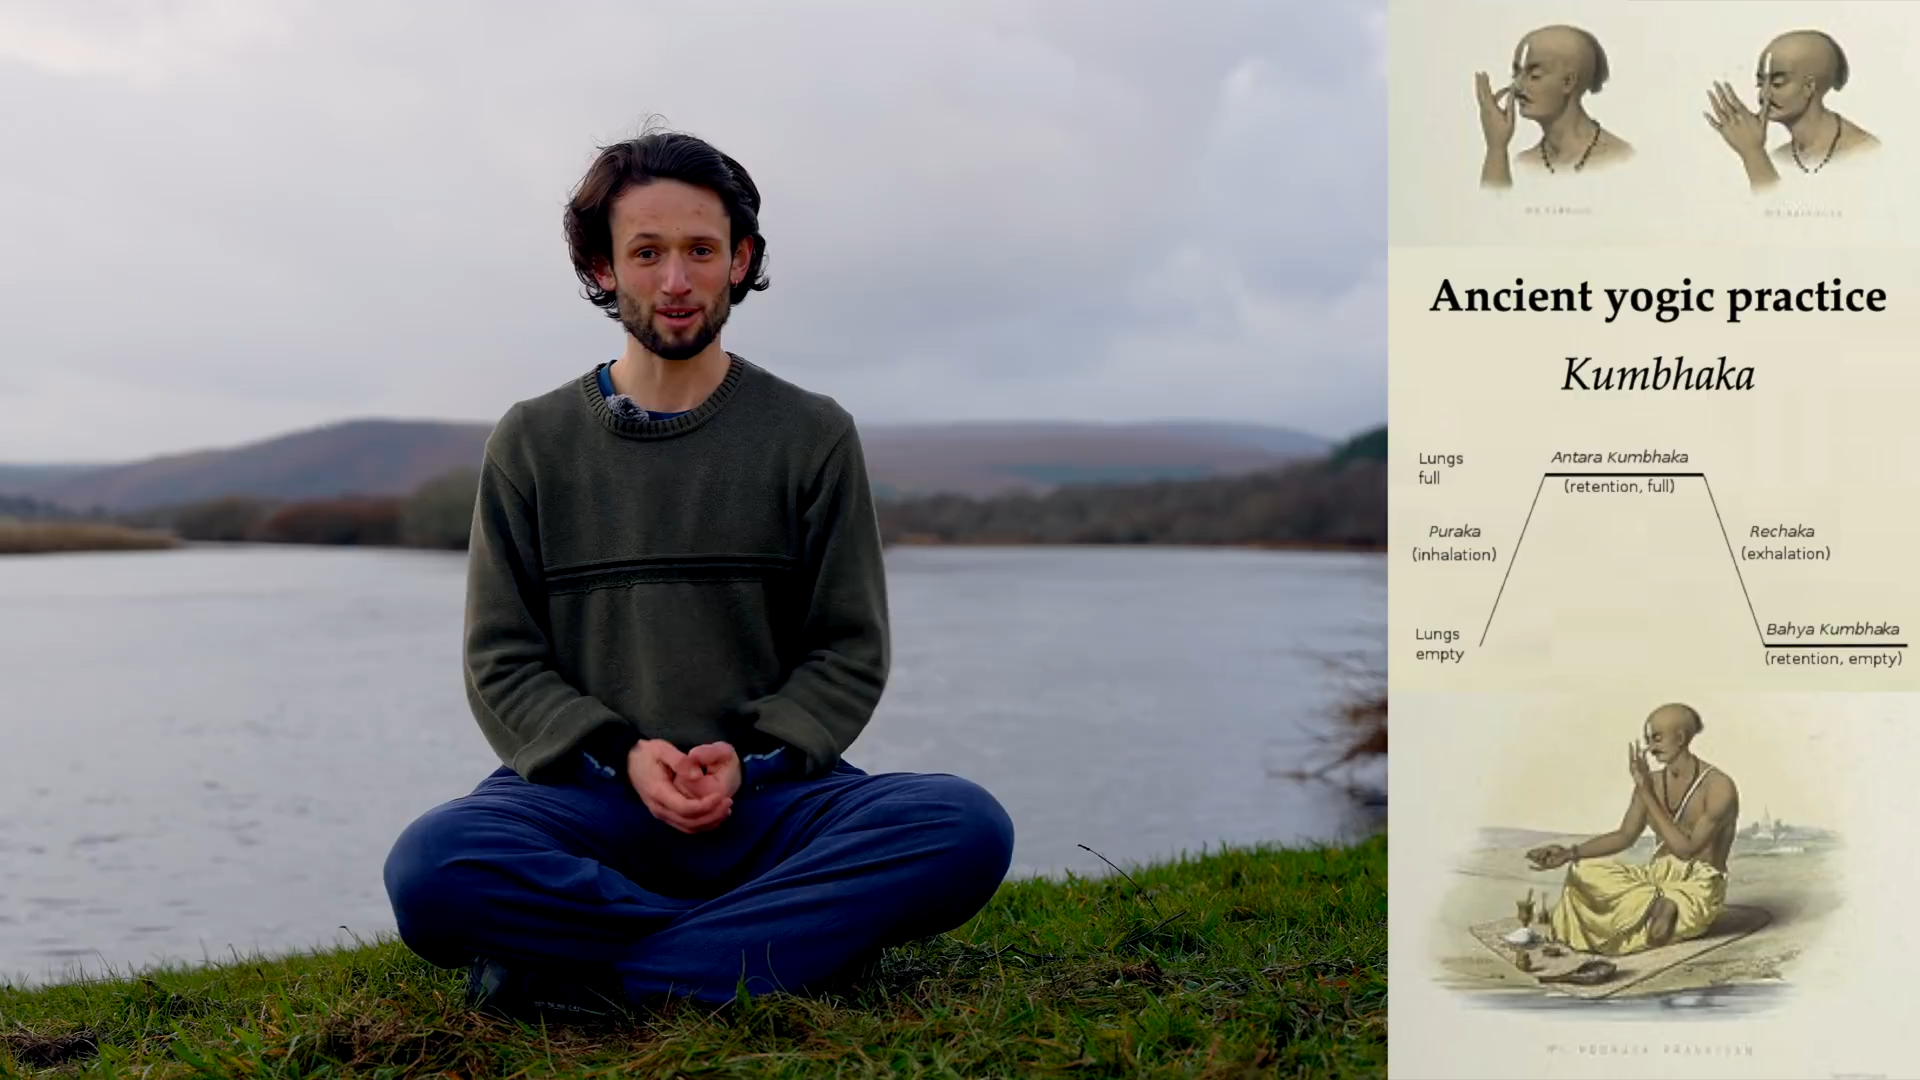 Ancient yogic practice
Kumbhaka
Lungs
full
Antara Kumbhaka
(retention, full)
Puraka
(inhalation)
Rechaka
(exhalation)
Lungs
empty
Bahya Kumbhaka
(retention, empty)